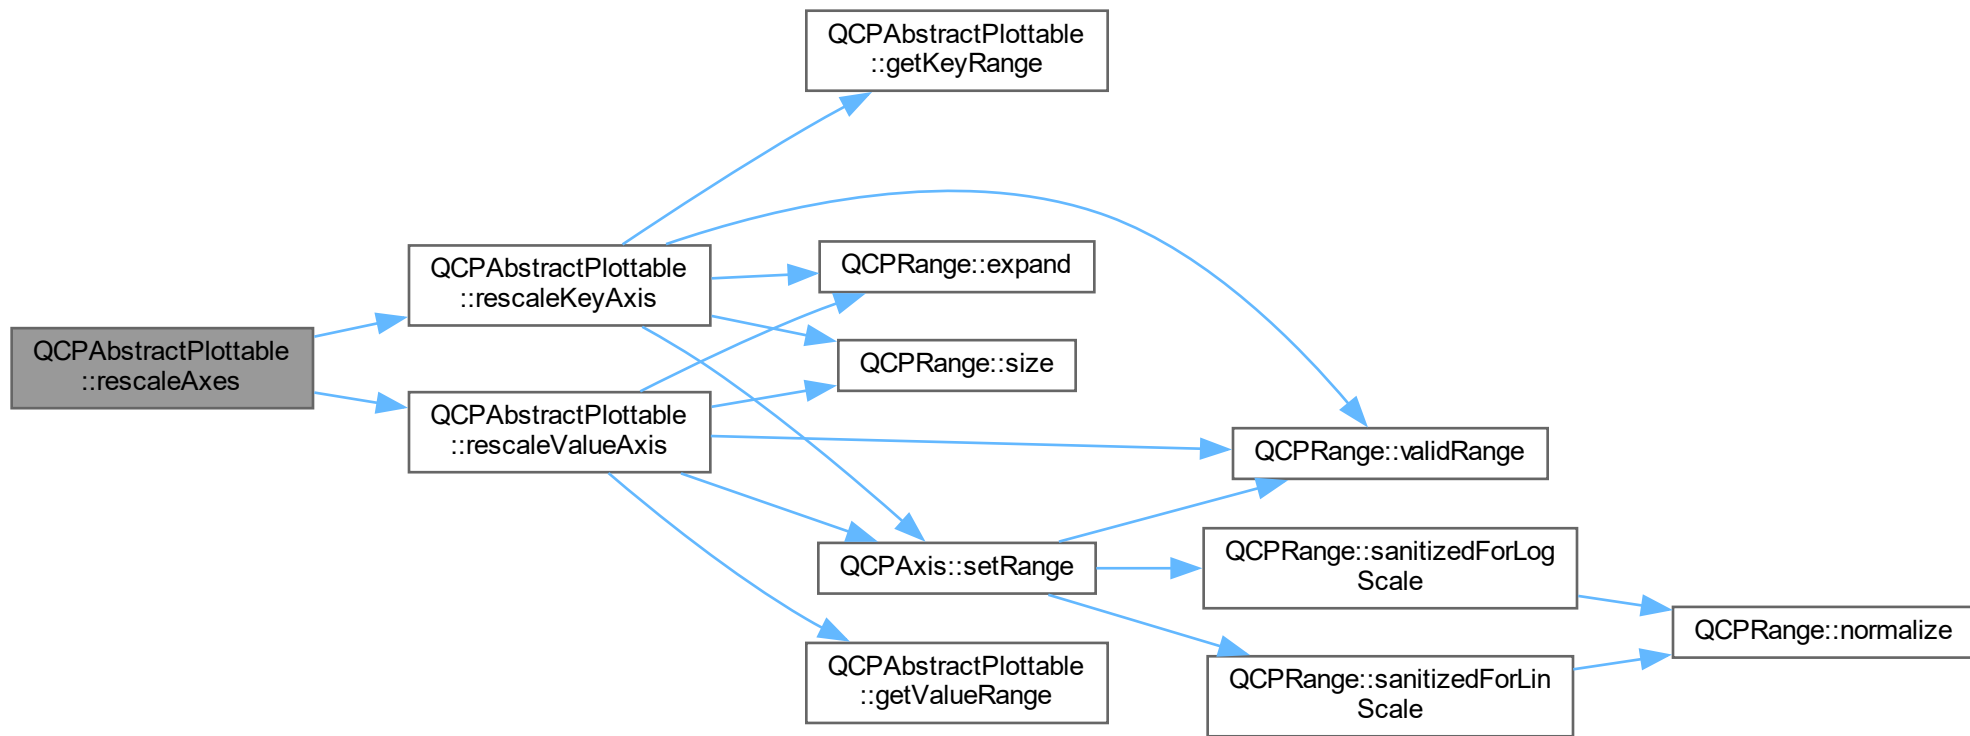 QCPAbstractPlottable
::getKeyRange
QCPAbstractPlottable
::rescaleKeyAxis
QCPRange::expand
QCPAbstractPlottable
::rescaleAxes
QCPRange::size
QCPAbstractPlottable
::rescaleValueAxis
QCPRange::validRange
QCPAxis::setRange
QCPRange::sanitizedForLog
Scale
QCPRange::normalize
QCPAbstractPlottable
::getValueRange
QCPRange::sanitizedForLin
Scale